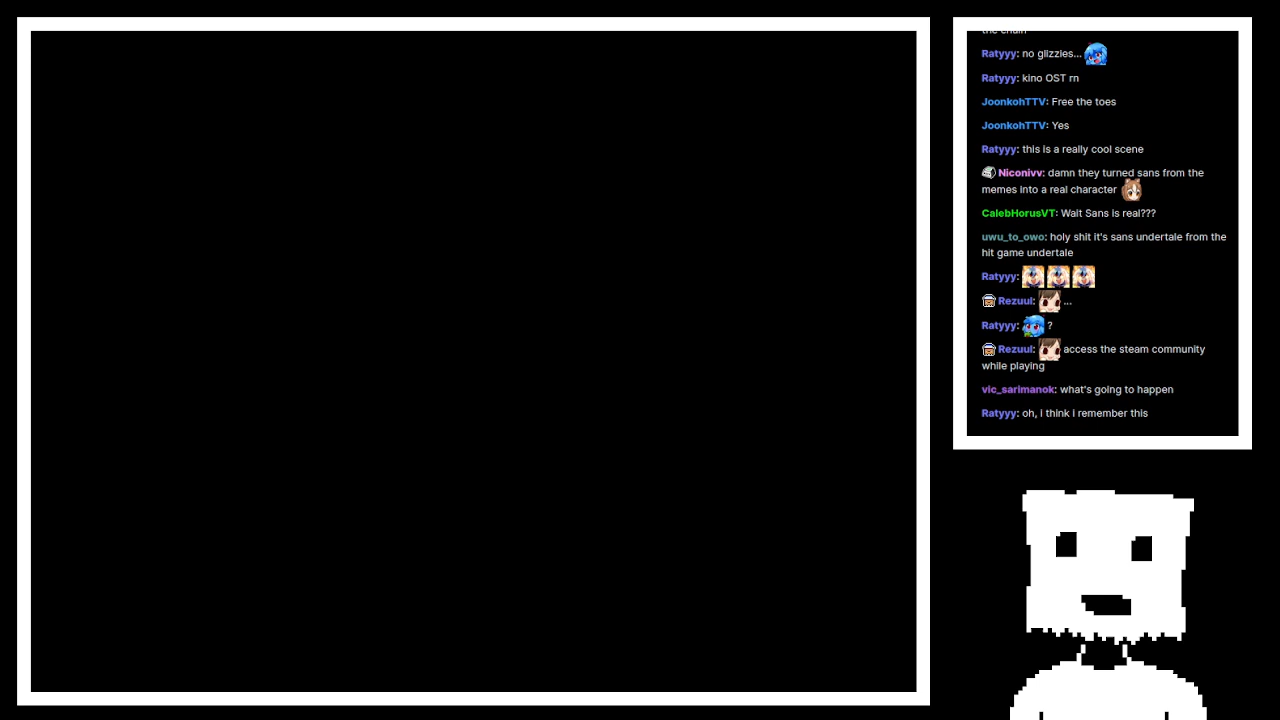 the chain
Ratyyy: no glizzies...
Ratyyy: kino OST rn
JoonkohTTV: Free the toes
JoonkohTTV: Yes
Ratyyy: this is a really cool scene
Niconivv: damn they turned sans from the
memes into a real character
CalebHorusVT: Wait Sans is real???
uwu_to_owo: holy shit it's sans undertale from the
hit game undertale
Ratyyy:
Rezuul: ...
Ratyyy: ?
Rezuul: access the steam community
while playing
vic_sarimanok: what's going to happen
Ratyyy: oh, i think i remember this